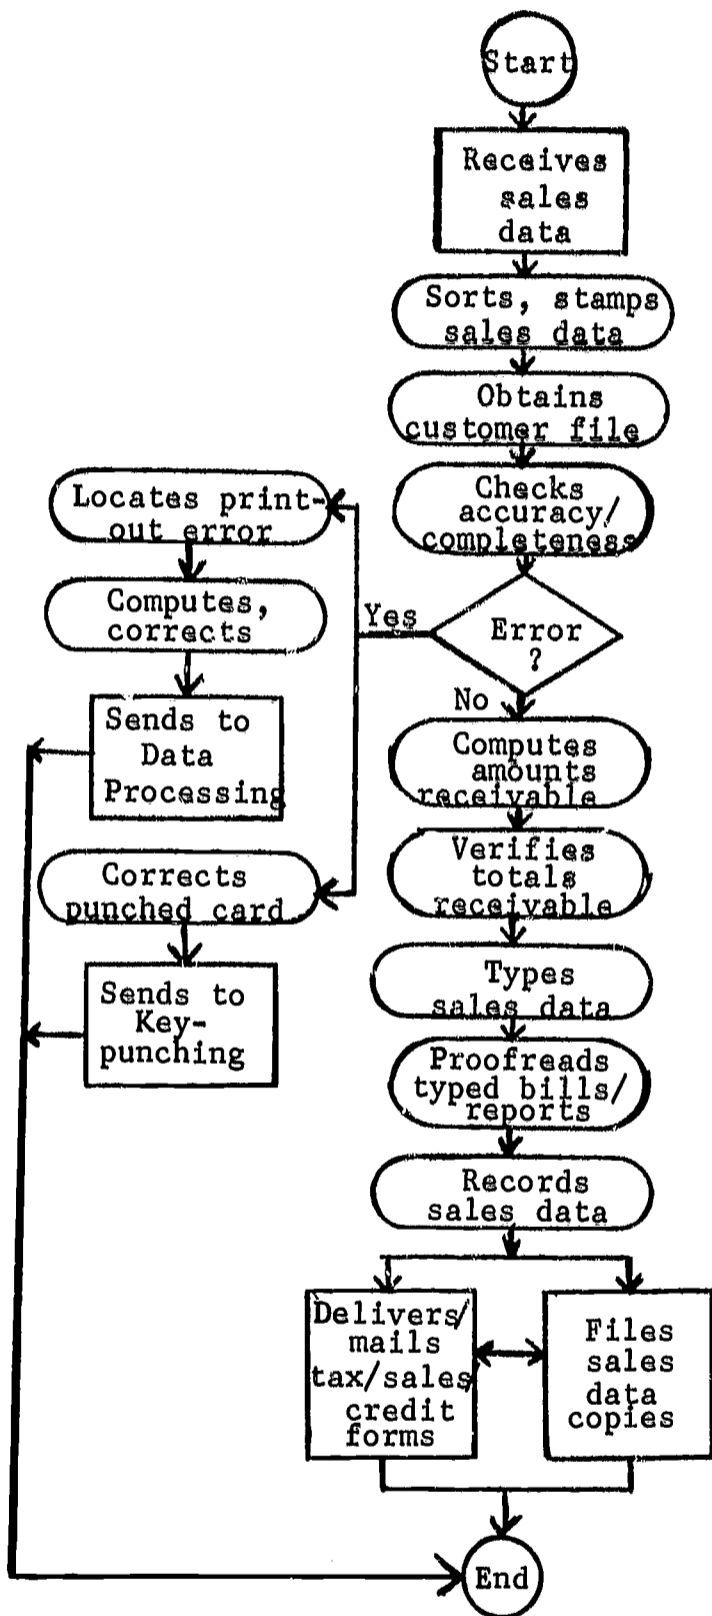 Start
Receives
sales
data
Sorts, stamps
sales data
Obtains
customer file
Checks
accuracy/
completeness
Error
?
Yes
Locates print-
out error
Computes,
corrects
Sends to
Data
Processing
Corrects
punched card
Sends to
Key-
punching
No
Computes
amounts
receivable
Verifies
totals
receivable
Types
sales data
Proofreads
typed bills/
reports
Records
sales data
Delivers/
mails
tax/sales/
credit
forms
Files
sales
data
copies
End